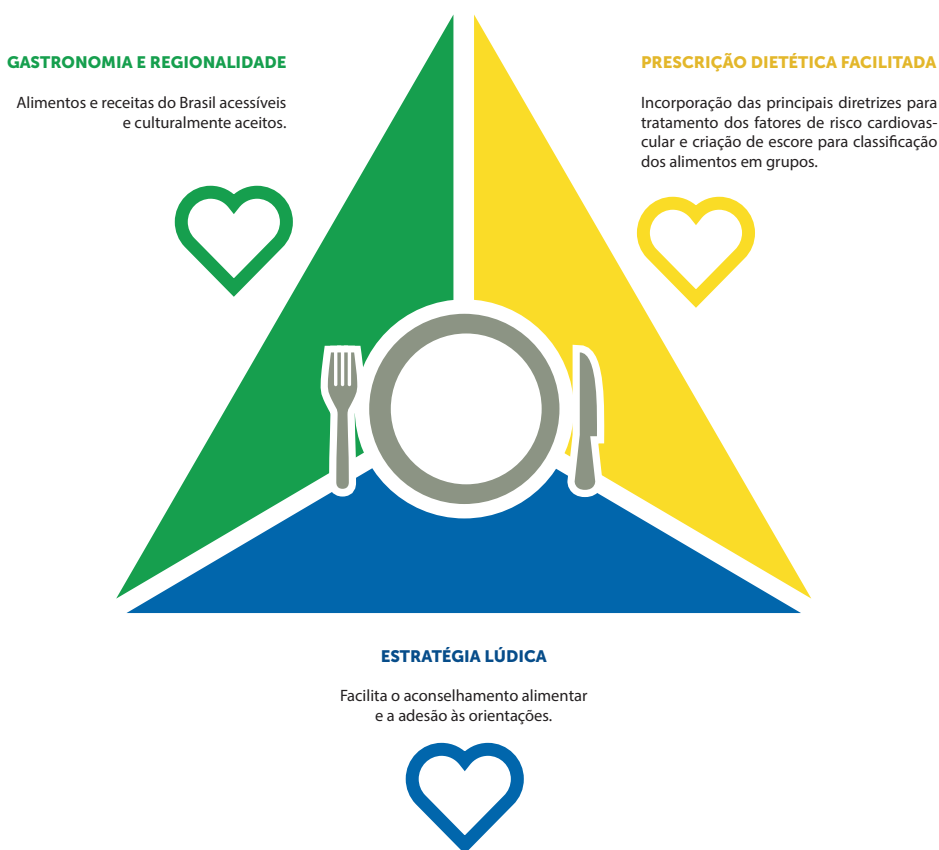 GASTRONOMIA E REGIONALIDADE
Alimentos e receitas do Brasil acessíveis
e culturalmente aceitos.
PRESCRIÇÃO DIETÉTICA FACILITADA
Incorporação das principais diretrizes para
tratamento dos fatores de risco cardiovas-
cular e criação de escore para classificação
dos alimentos em grupos.
ESTRATÉGIA LÚDICA
Facilita o aconselhamento alimentar
e a adesão às orientações.